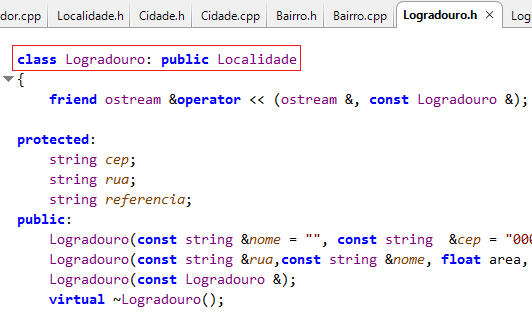 dor.cpp Localidade.h Cidade.h Cidade.cpp Bairro.h Bairro.cpp Logradouro.h
class Logradouro: public Localidade
{
friend ostream &operator << (ostream &, const Logradouro &);
protected:
string cep;
string rua;
string referencia;
public:
Logradouro(const string &nome = "", const string &cep = "000
Logradouro(const string &rua,const string &nome, float area,
Logradouro(const Logradouro &);
virtual ~Logradouro();